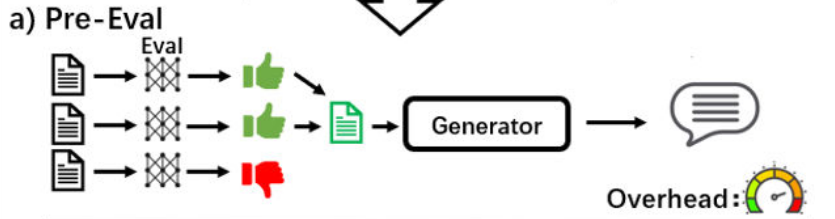 a) Pre-Eval
Eval
Generator
Overhead: